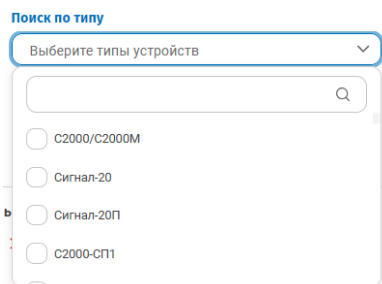 Поиск по типу
Выберите типы устройств
С2000/С2000М
Сигнал-20
Сигнал-20П
С2000-СП1